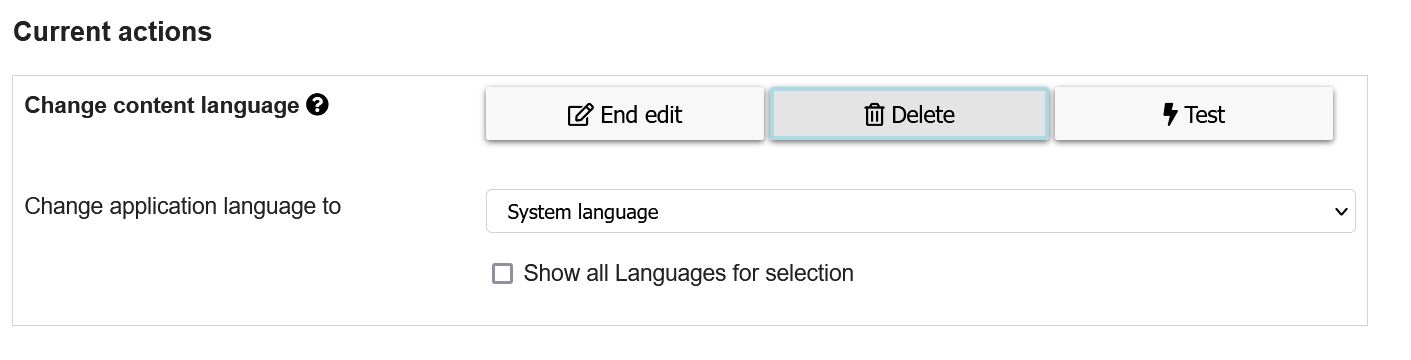 Current actions
Change content language
End edit
Delete
Test
Change application language to
System language
Show all Languages for selection